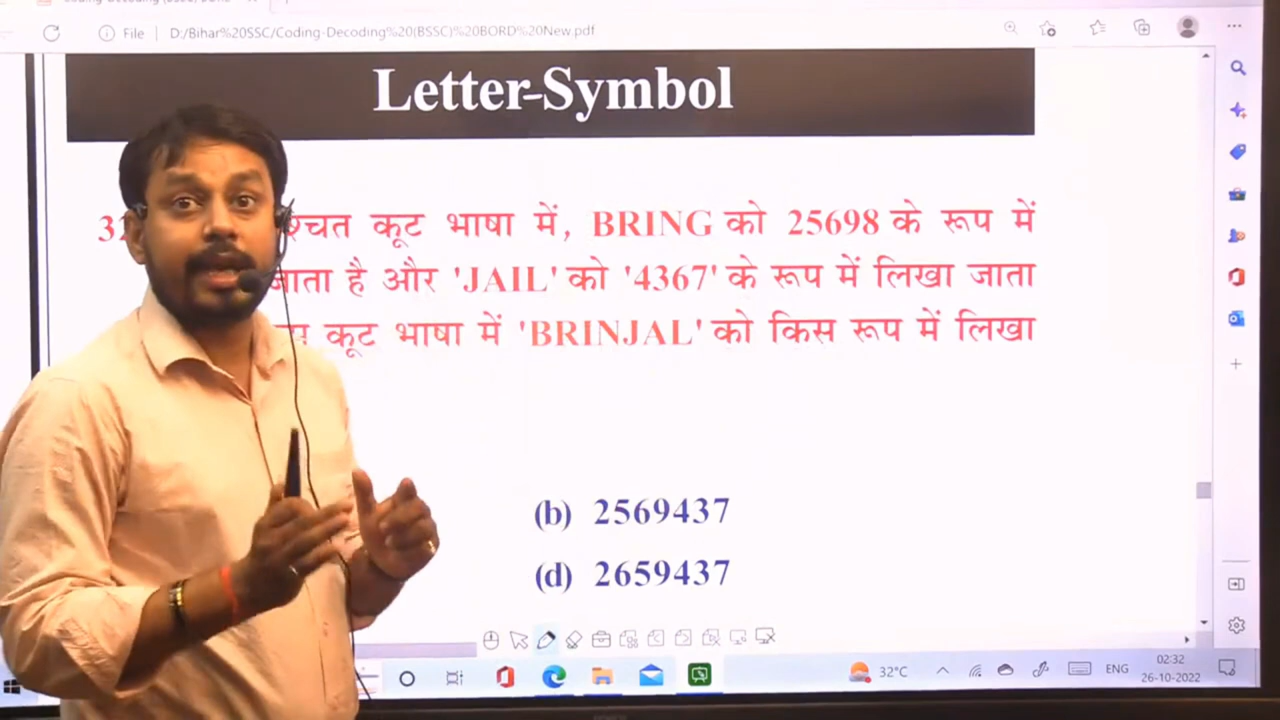 File D:/Bihar%20SSC/Coding-Decoding%20(BSSC)%20BORD%20New.pdf
Letter-Symbol
कूट भाषा में, BRING को 25698 के रूप में
जाता है और 'JAIL' को '4367' के रूप में लिखा जाता
कूट भाषा में 'BRINJAL' को किस रूप में लिखा
(b) 2569437
(d) 2659437
32°C ENG 02:32
26-10-2022